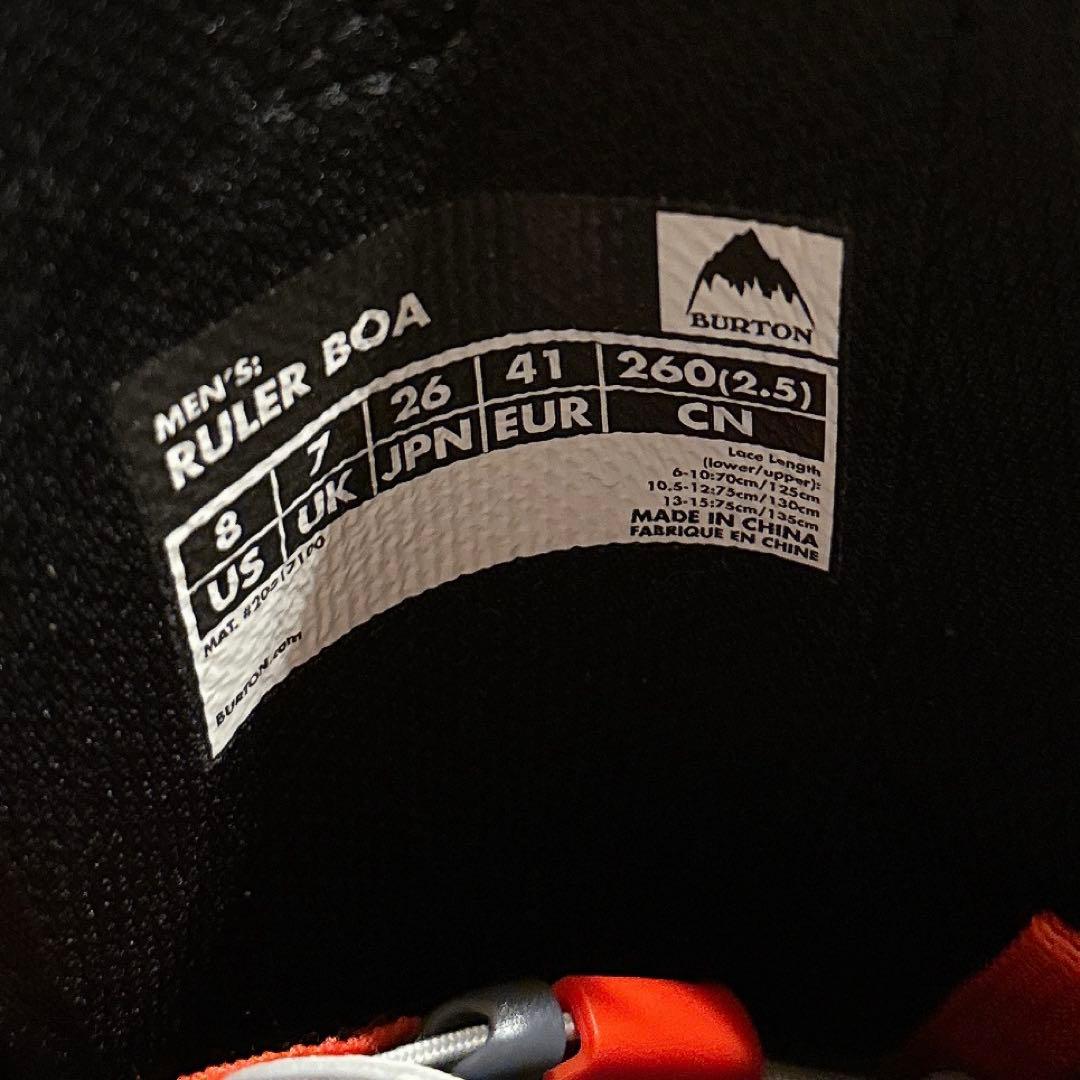 BURTON
MEN'S:
RULER BOA
8 7 26 41 260(2.5)
US UK JPN EUR CN
Lace Length
(lower/upper):
6-10:70cm/125cm
10.5-12:75cm/130cm
13-15:75cm/135cm
MADE IN CHINA
FABRIQUE EN CHINE
MAT.
BURTON.com